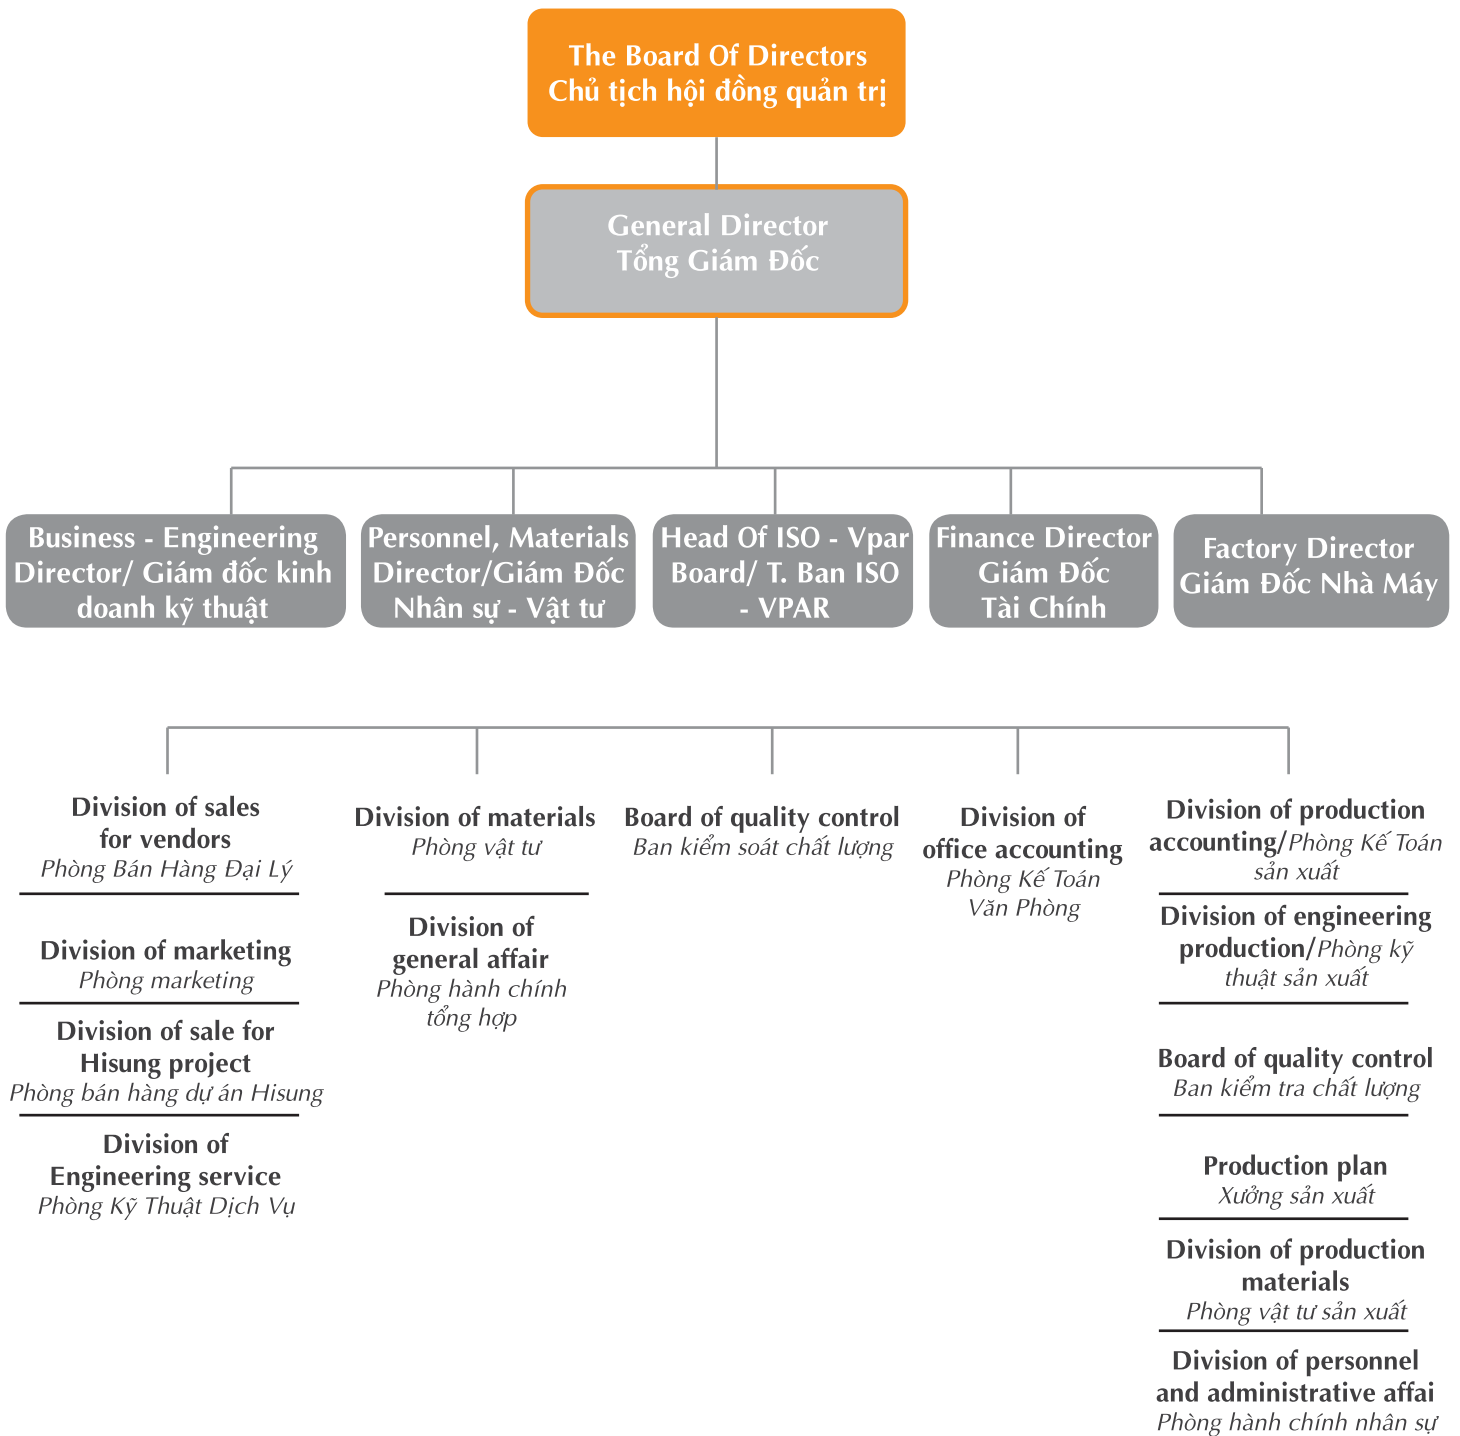 The Board Of Directors
Chủ tịch hội đồng quản trị
General Director
Tổng Giám Đốc
Business - Engineering
Director/ Giám đốc kinh
doanh kỹ thuật
Personnel, Materials
Director/Giám Đốc
Nhân sự - Vật tư
Head Of ISO - Vpar
Board/ T. Ban ISO
- VPAR
Finance Director
Giám Đốc
Tài Chính
Factory Director
Giám Đốc Nhà Máy
Division of sales
for vendors
Phòng Bán Hàng Đại Lý
Division of marketing
Phòng marketing
Division of sale for
Hisung project
Phòng bán hàng dự án Hisung
Division of
Engineering service
Phòng Kỹ Thuật Dịch Vụ
Division of materials
Phòng vật tư
Division of
general affair
Phòng hành chính
tổng hợp
Board of quality control
Ban kiểm soát chất lượng
Division of
office accounting
Phòng Kế Toán
Văn Phòng
Division of production
accounting/Phòng Kế Toán
sản xuất
Division of engineering
production/Phòng kỹ
thuật sản xuất
Board of quality control
Ban kiểm tra chất lượng
Production plan
Xưởng sản xuất
Division of production
materials
Phòng vật tư sản xuất
Division of personnel
and administrative affai
Phòng hành chính nhân sự